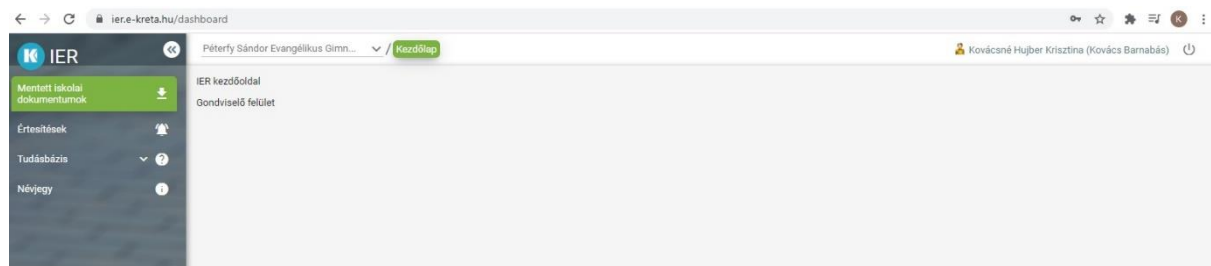 ier.e-kreta.hu/dashboard
K
IER
Péterfy Sándor Evangélikus Gimn... / Kezdőlap
Kovácsné Hujber Krisztina (Kovács Barnabás)
Mentett iskolai
dokumentumok
Értesítések
Tudásbázis
Névjegy
IER kezdőoldal
Gondviselő felület